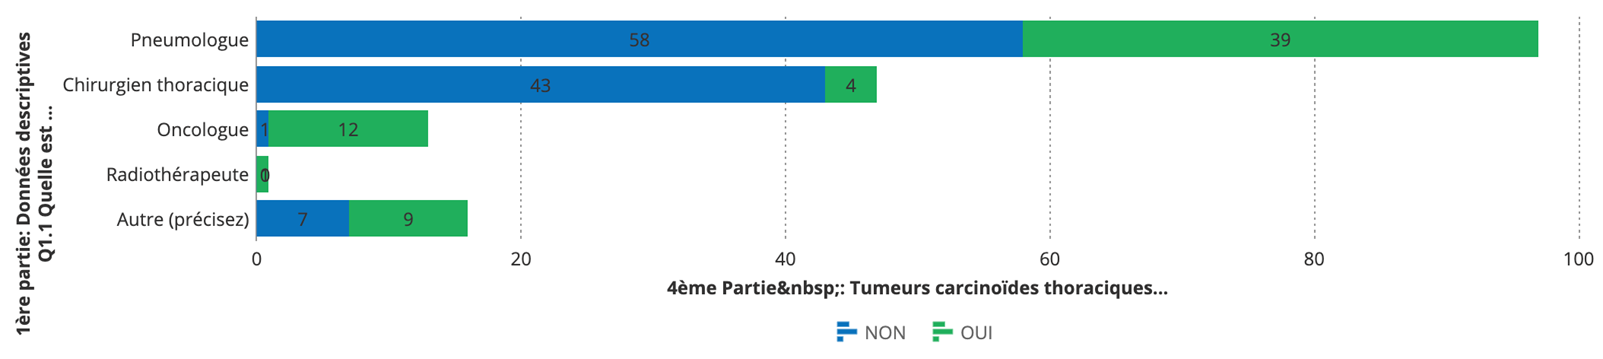 1ère partie: Données descriptives
Q1.1 Quelle est ...
Pneumologue
58
39
Chirurgien thoracique
43
4
Oncologue
1
12
Radiothérapeute
0
1
Autre (précisez)
7
9
0
20
40
60
80
100
4ème Partie&nbsp;: Tumeurs carcinoïdes thoraciques...
NON
OUI